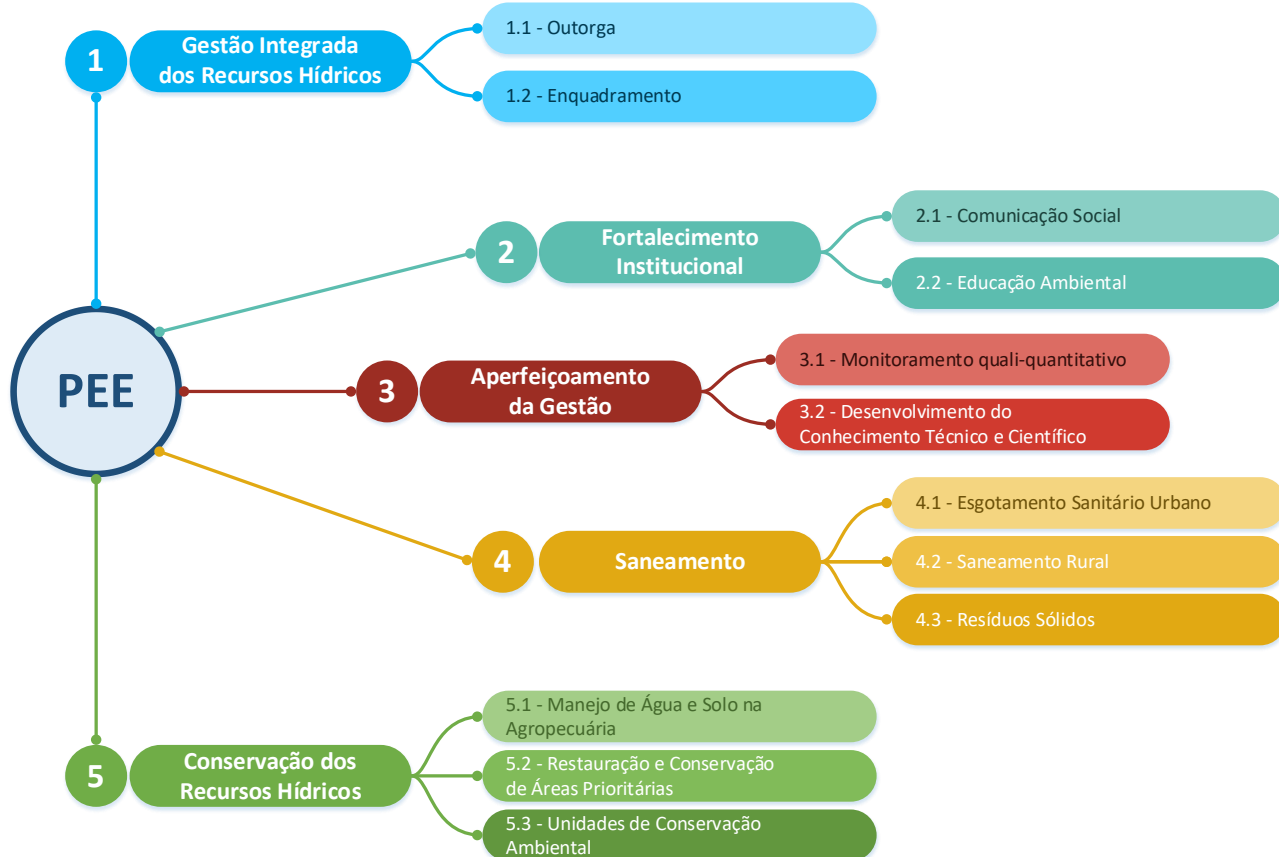 1
Gestão Integrada
dos Recursos Hídricos
1.1 - Outorga
1.2 - Enquadramento
2
Fortalecimento
Institucional
2.1 - Comunicação Social
2.2 - Educação Ambiental
PEE
3
Aperfeiçoamento
da Gestão
3.1 - Monitoramento quali-quantitativo
3.2 - Desenvolvimento do
Conhecimento Técnico e Científico
4
Saneamento
4.1 - Esgotamento Sanitário Urbano
4.2 - Saneamento Rural
4.3 - Resíduos Sólidos
5
Conservação dos
Recursos Hídricos
5.1 - Manejo de Água e Solo na
Agropecuária
5.2 - Restauração e Conservação
de Áreas Prioritárias
5.3 - Unidades de Conservação
Ambiental